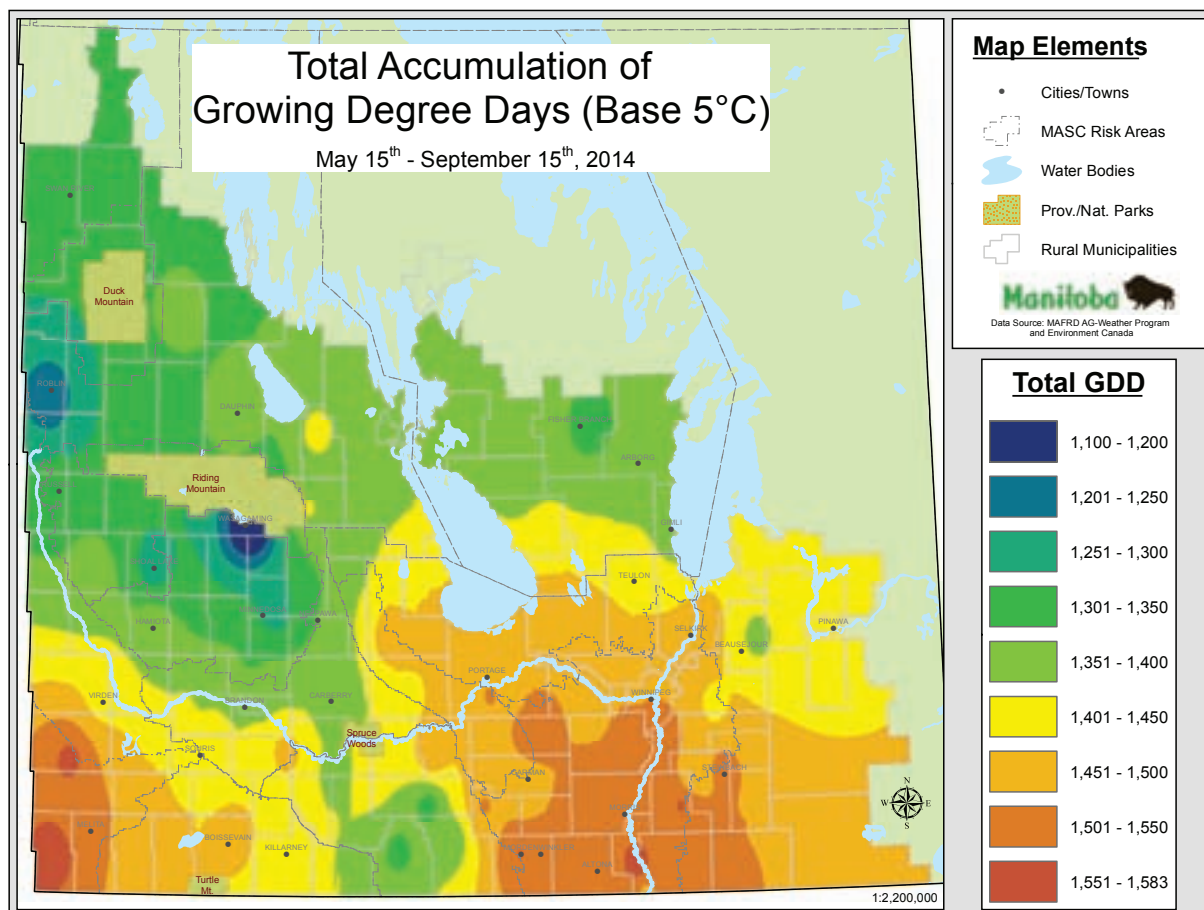 Total Accumulation of
Growing Degree Days (Base 5°C)
May 15th - September 15th, 2014
Duck
Mountain
ROBLIN
DAUPHIN
FISHER
ARBORG
Riding
Mountain
WASAGAMING
GIMLI
TEULON
HAMIOTA
SELKIRK
PINAWA
BEAUSEJOUR
PORTAGE
VIRDEN
BRANDON
CARBERRY
WINNIPEG
Spruce
Woods
SOURIS
CARMAN
STEINBACH
BOISSEVAIN
KILLARNEY
ALTONA
Turtle
Mt.
N
W
E
S
1:2,200,000
Map Elements
Cities/Towns
MASC Risk Areas
Water Bodies
Prov./Nat. Parks
Rural Municipalities
Manitoba
Data Source: MAFRD AG-Weather Program
and Environment Canada
Total GDD
1,100 - 1,200
1,201 - 1,250
1,251 - 1,300
1,301 - 1,350
1,351 - 1,400
1,401 - 1,450
1,451 - 1,500
1,501 - 1,550
1,551 - 1,583